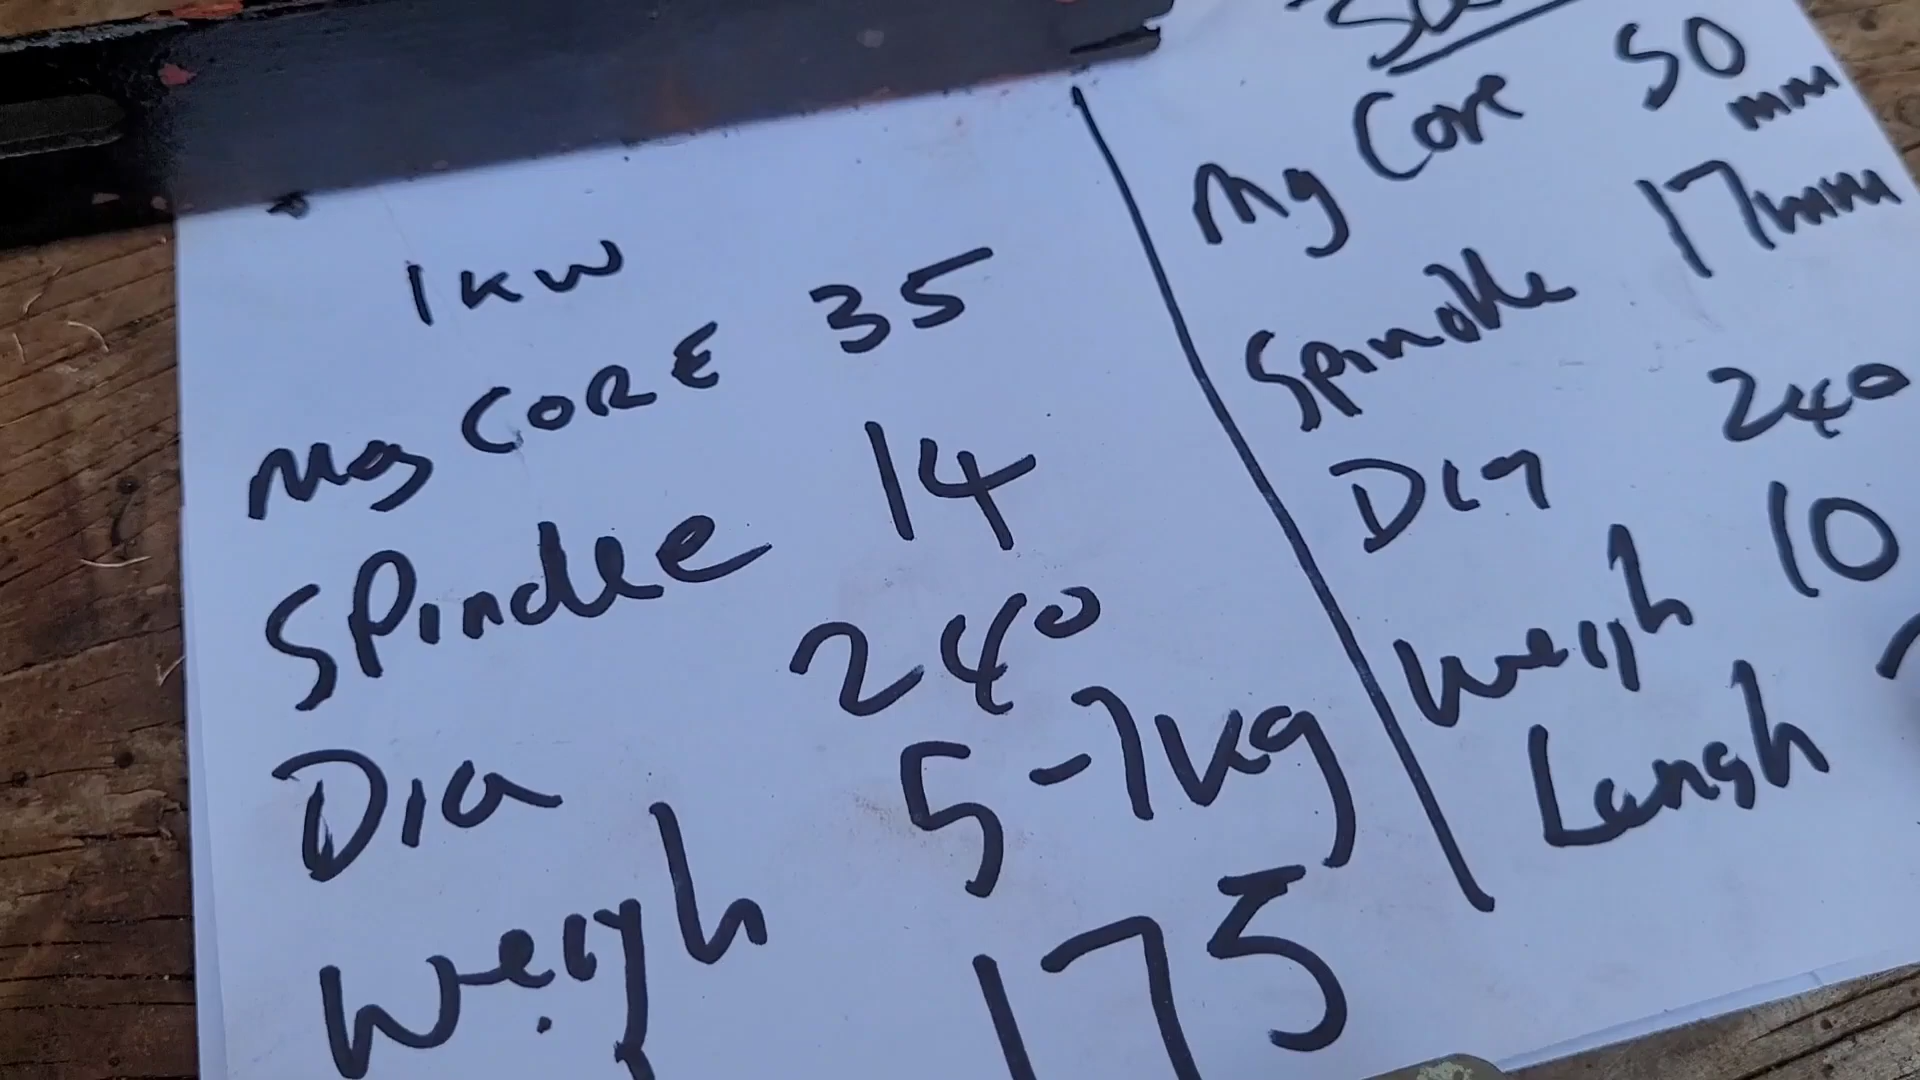 1KW
Mg CORE 35
Spindle 14
Dia 240
Weigh 5-7kg
175
Mg Core 50 mm
Spindle 17mm
Dia 240
Weigh 10
Lengh